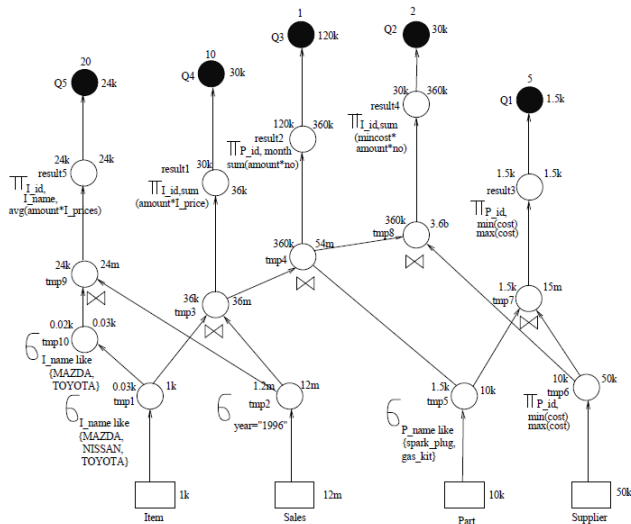 1
2
20
10
Q3
120k
Q2
30k
Q5
24k
Q4
30k
5
Q1
1.5k
30k
360k
result4
120k
360k
result2
π P_id, month
sum(amount*no)
π I_id,sum
(mincost*
amount*no)
24k
24k
result5
π I_id,
I_name,
avg(amount*I_prices)
result1
30k
36k
π I_id,sum
(amount*I_price)
1.5k
1.5k
result3
π P_id,
min(cost)
max(cost)
360k
54m
tmp4
⋈
360k
3.6b
tmp8
⋈
24k
24m
tmp9
⋈
36k
36m
tmp3
⋈
1.5k
15m
tmp7
⋈
0.02k
0.03k
tmp10
σ I_name like
{MAZDA,
TOYOTA}
0.03k
1k
tmp1
σ I_name like
{MAZDA,
NISSAN,
TOYOTA}
1.2m
12m
tmp2
σ year="1996"
1.5k
10k
tmp5
σ P_name like
{spark_plug,
gas_kit}
10k
50k
tmp6
π P_id,
min(cost)
max(cost)
1k
Item
12m
Sales
10k
Part
50k
Supplier